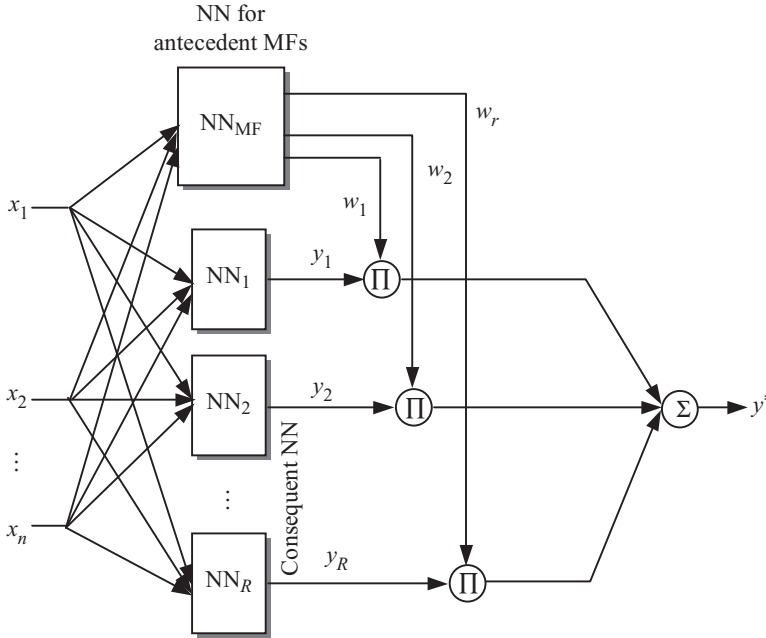 NN for
antecedent MFs
NN_MF
w_r
w_2
w_1
x_1
NN_1
y_1
Π
x_2
NN_2
y_2
Π
Σ
y*
⋮
⋮
Consequent NN
x_n
NN_R
y_R
Π